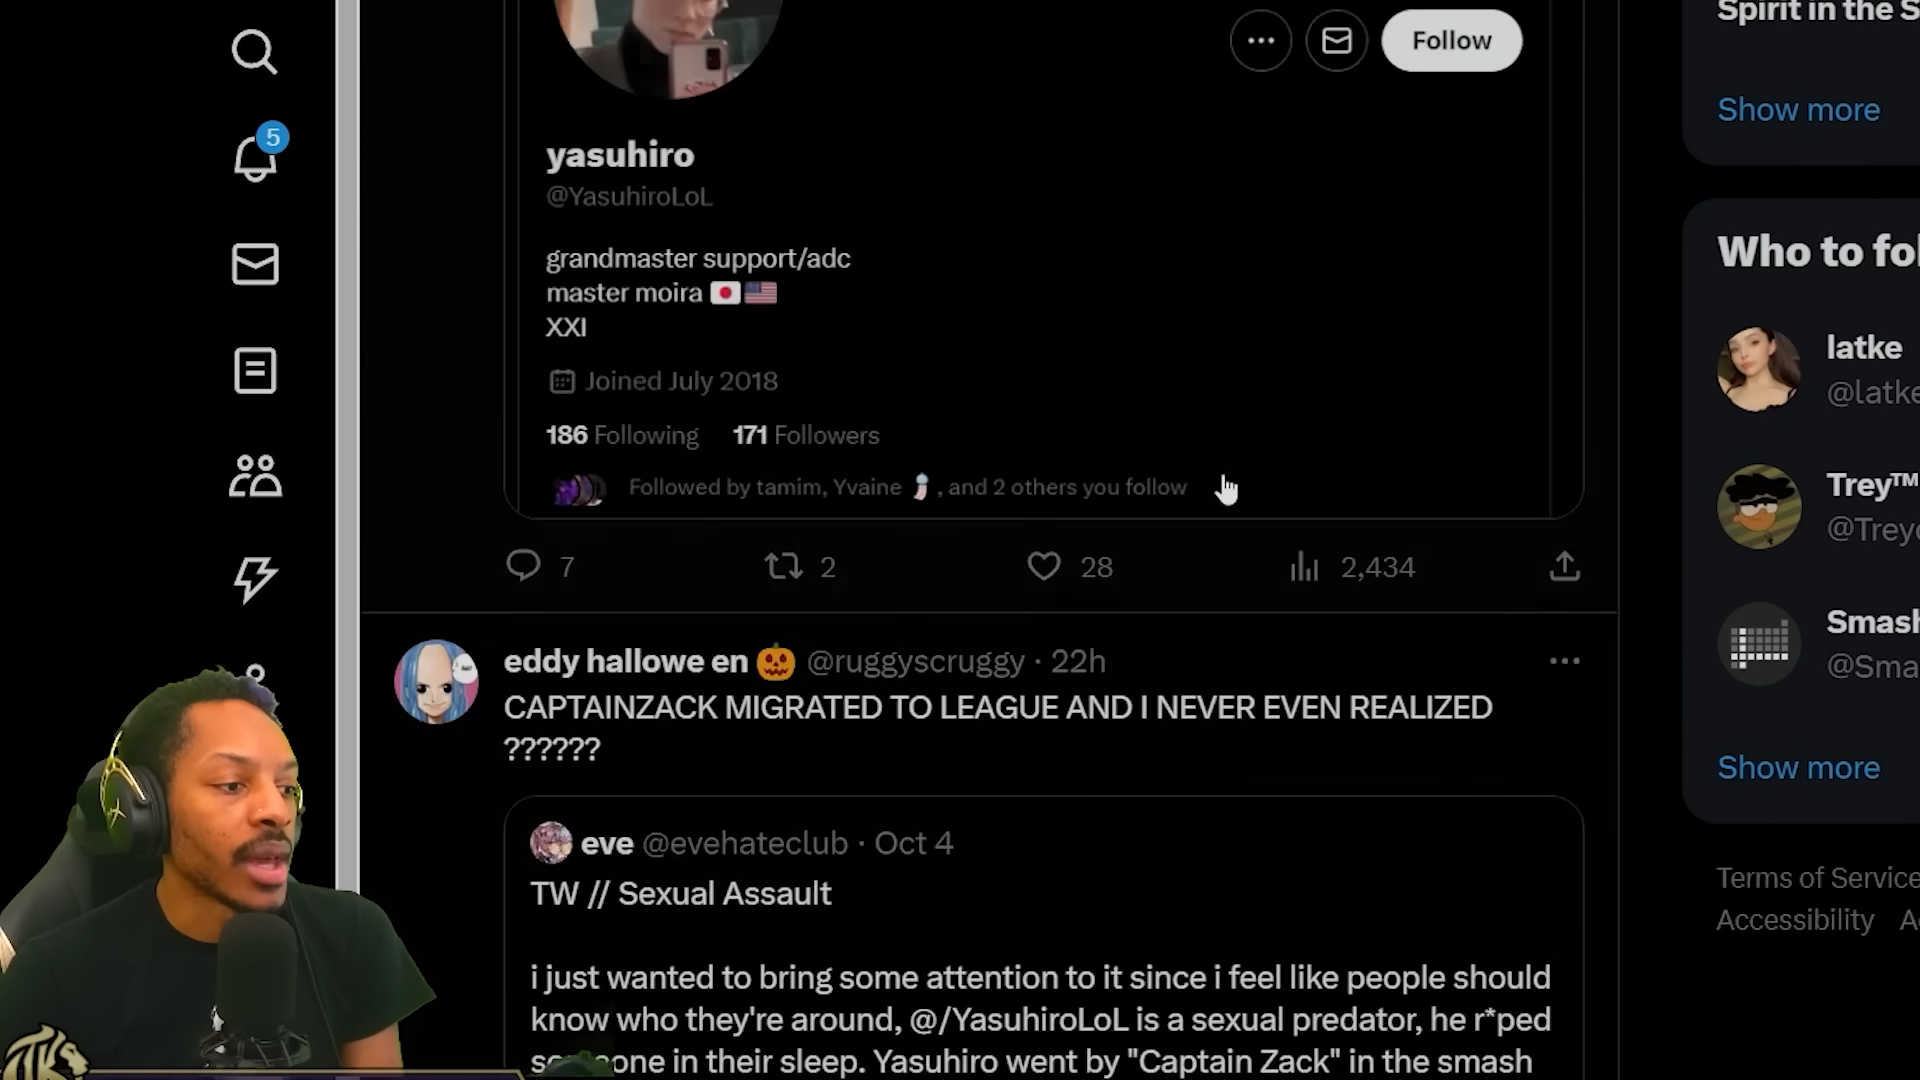 Spirit in the S
Follow
Show more
5
yasuhiro
@YasuhiroLoL
grandmaster support/adc
master moira 🇯🇵🇺🇸
XXI
Joined July 2018
186 Following 171 Followers
Followed by tamim, Yvaine, and 2 others you follow
7 2 28 2,434
Who to fol
latke
@latke
Trey™
@Treyc
Smash
@Sma
Show more
eddy hallowe en 🎃 @ruggyscruggy · 22h
CAPTAINZACK MIGRATED TO LEAGUE AND I NEVER EVEN REALIZED
??????
eve @evehateclub · Oct 4
TW // Sexual Assault
i just wanted to bring some attention to it since i feel like people should
know who they're around, @/YasuhiroLoL is a sexual predator, he r*ped
someone in their sleep. Yasuhiro went by "Captain Zack" in the smash
Terms of Service
Accessibility A